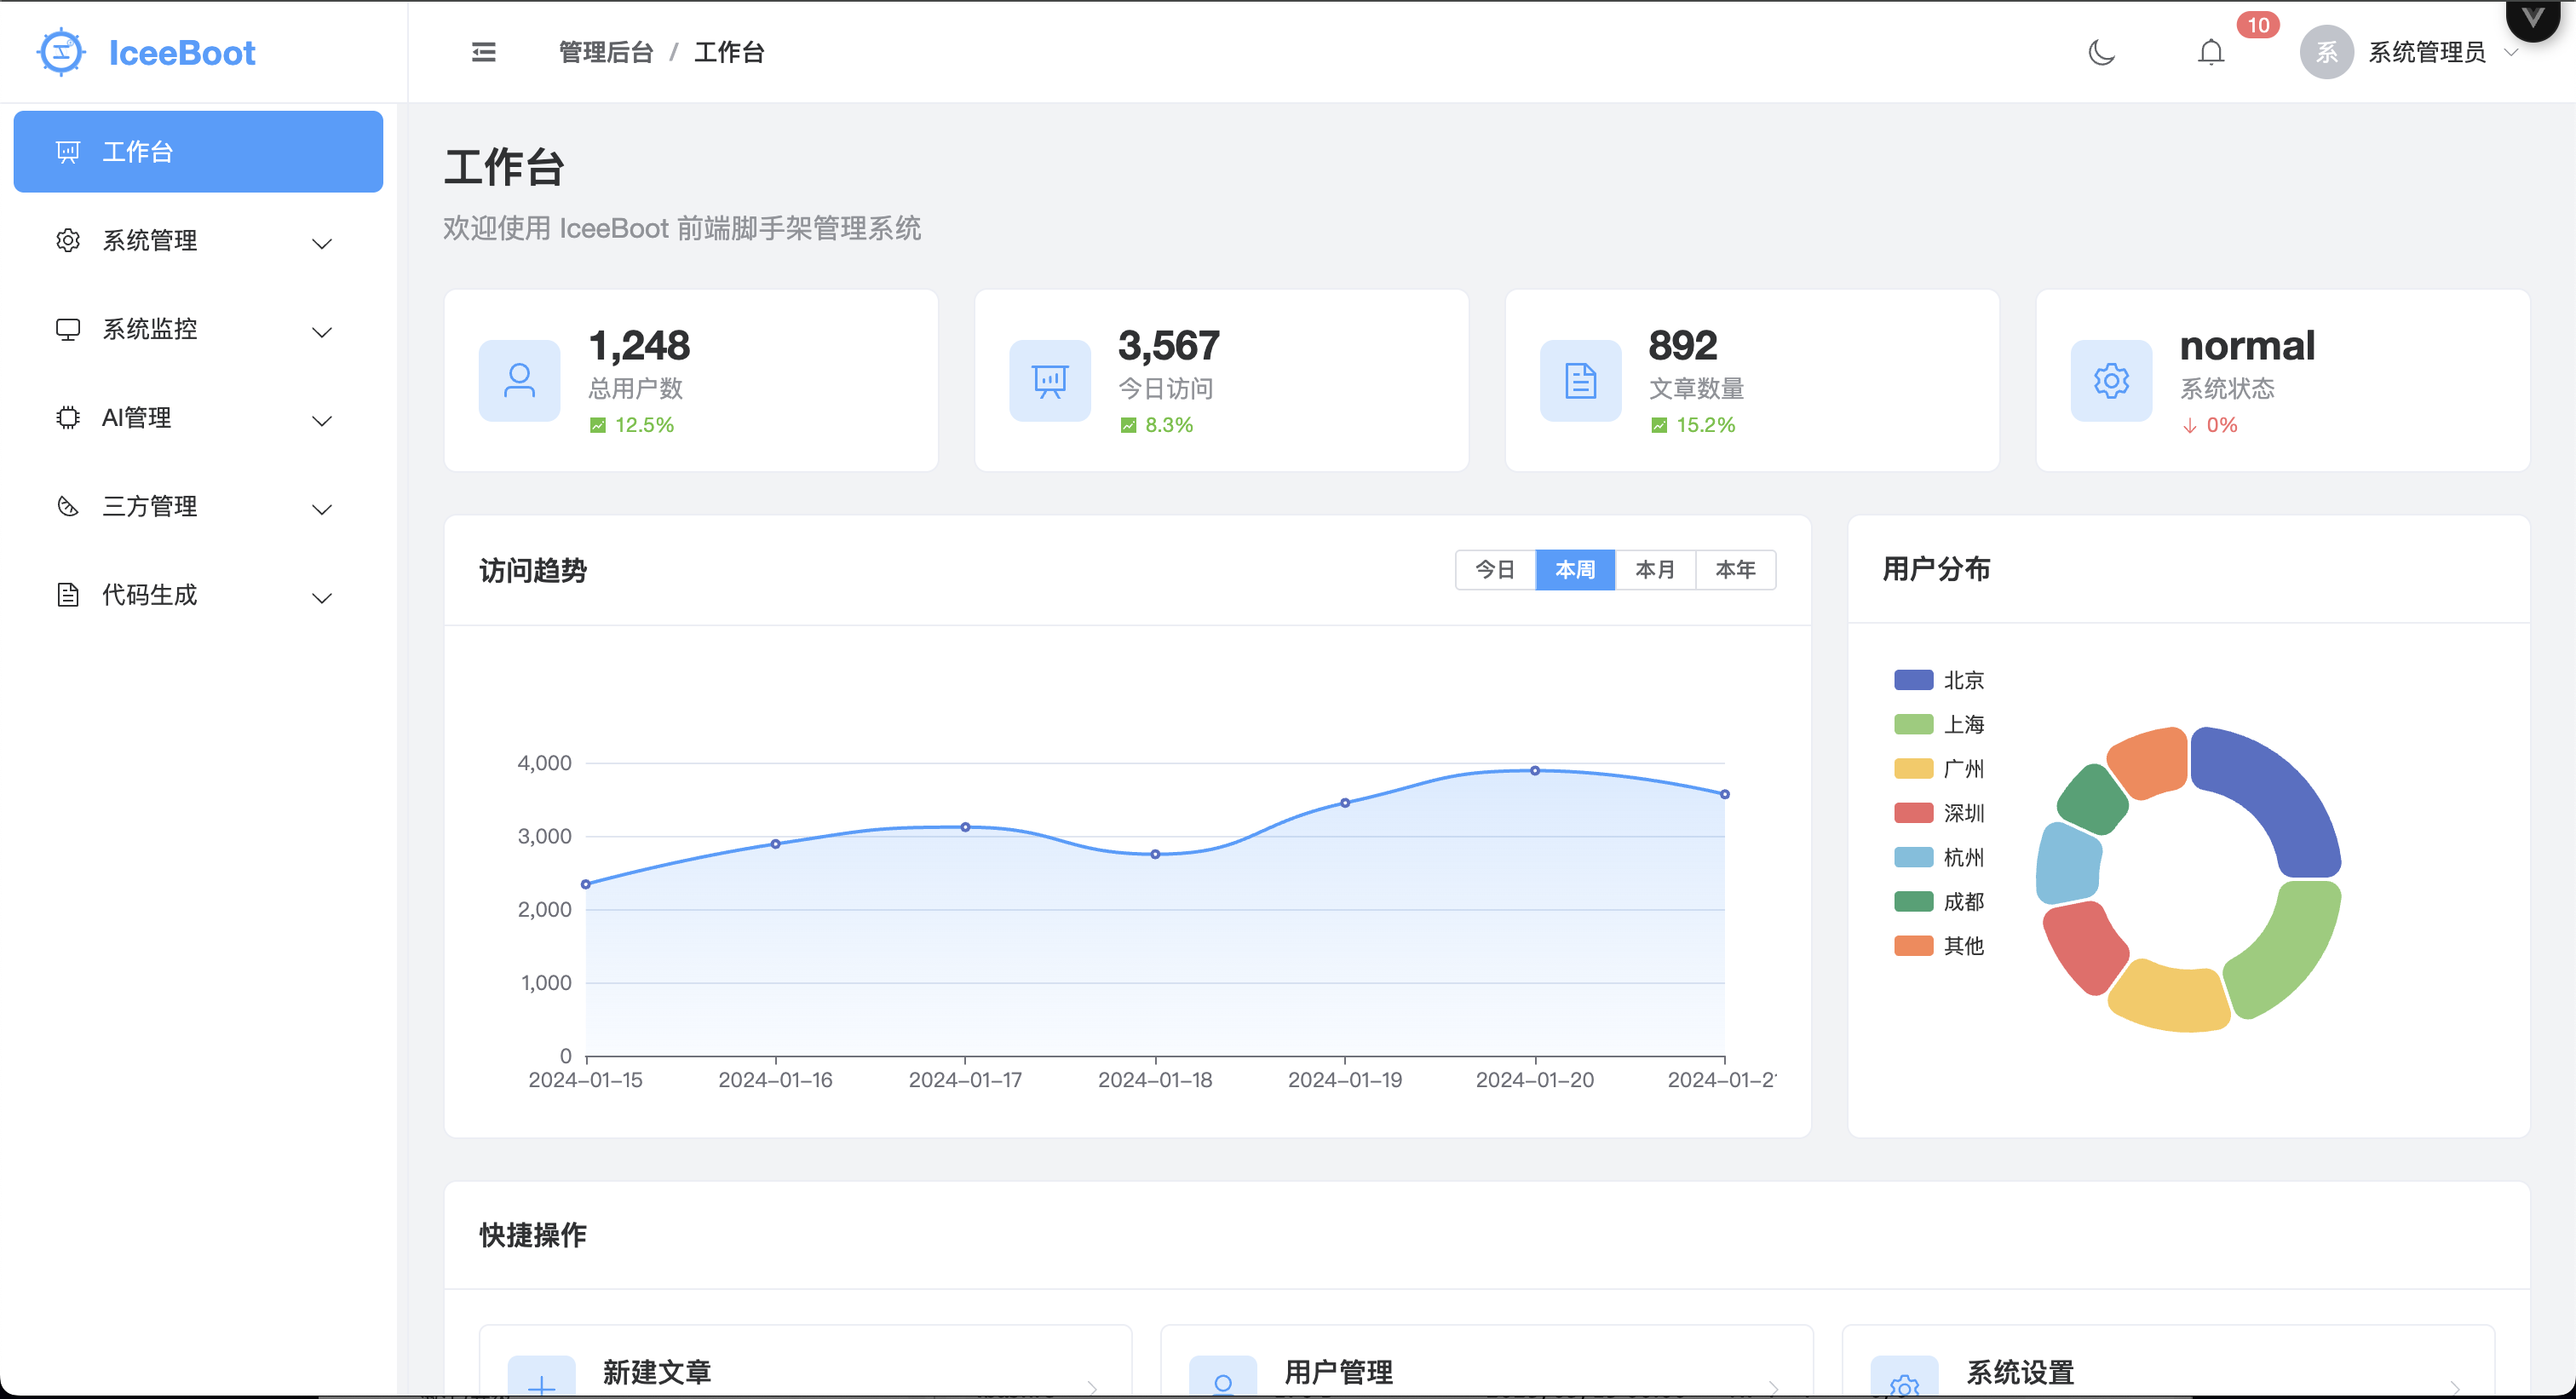 IceeBoot
管理后台 / 工作台
10
系
系统管理员
工作台
系统管理
系统监控
AI管理
三方管理
代码生成
工作台
欢迎使用 IceeBoot 前端脚手架管理系统
1,248
总用户数
12.5%
3,567
今日访问
8.3%
892
文章数量
15.2%
normal
系统状态
0%
访问趋势
今日 本周 本月 本年
4,000
3,000
2,000
1,000
0
2024-01-15 2024-01-16 2024-01-17 2024-01-18 2024-01-19 2024-01-20 2024-01-2
用户分布
北京
上海
广州
深圳
杭州
成都
其他
快捷操作
新建文章
用户管理
系统设置